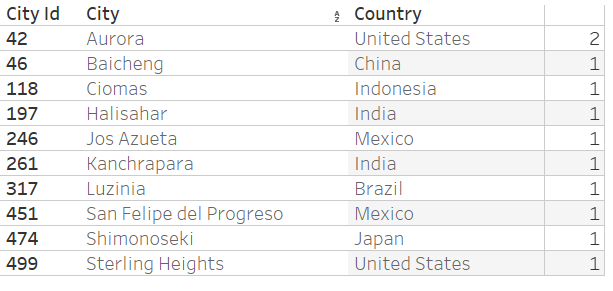 City Id City Country
42 Aurora United States 2
46 Baicheng China 1
118 Ciomas Indonesia 1
197 Halisahar India 1
246 Jos Azueta Mexico 1
261 Kanchrapara India 1
317 Luzinia Brazil 1
451 San Felipe del Progreso Mexico 1
474 Shimonoseki Japan 1
499 Sterling Heights United States 1